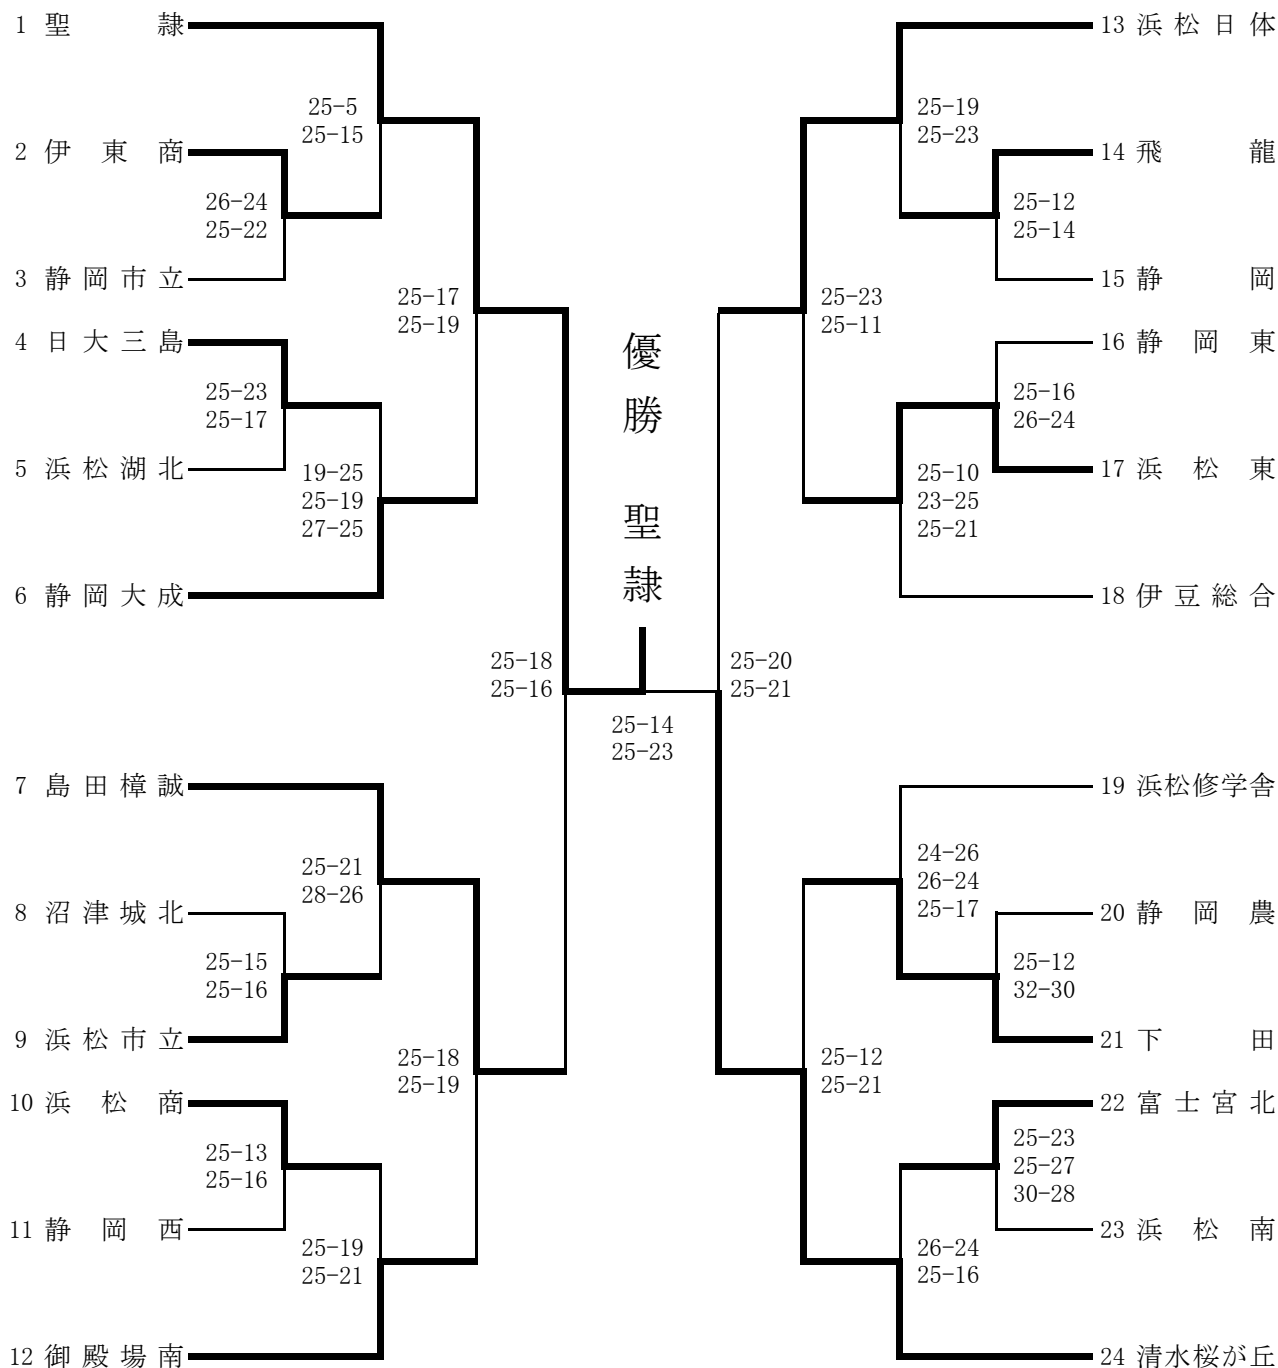 1 聖隷
25-5
25-15
2 伊東商
26-24
25-22
3 静岡市立
25-17
25-19
4 日大三島
25-23
25-17
5 浜松湖北
19-25
25-19
27-25
6 静岡大成
25-18
25-16
7 島田樟誠
25-21
28-26
8 沼津城北
25-15
25-16
9 浜松市立
25-18
25-19
10 浜松商
25-13
25-16
11 静岡西
25-19
25-21
12 御殿場南
優勝 聖隷
25-14
25-23
13 浜松日体
25-19
25-23
14 飛龍
25-12
25-14
15 静岡
25-23
25-11
16 静岡東
25-16
26-24
17 浜松東
25-10
23-25
25-21
18 伊豆総合
25-20
25-21
19 浜松修学舎
24-26
26-24
25-17
20 静岡農
25-12
32-30
21 下田
25-12
25-21
22 富士宮北
25-23
25-27
30-28
23 浜松南
26-24
25-16
24 清水桜が丘